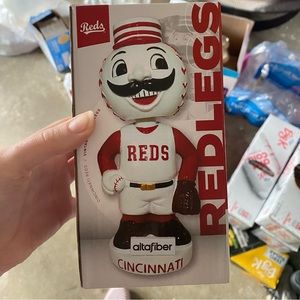 Reds
REDLEGS
REDS
altafiber
CINCINNATI